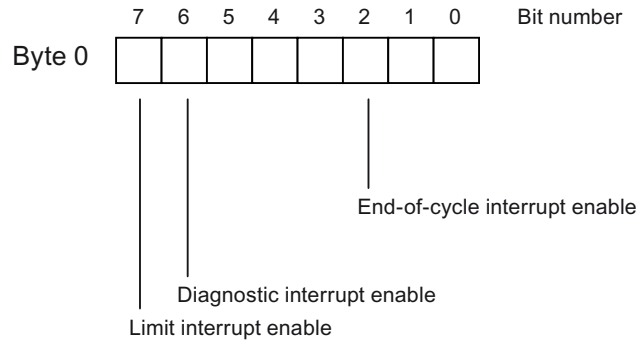 7 6 5 4 3 2 1 0 Bit number
Byte 0
End-of-cycle interrupt enable
Diagnostic interrupt enable
Limit interrupt enable